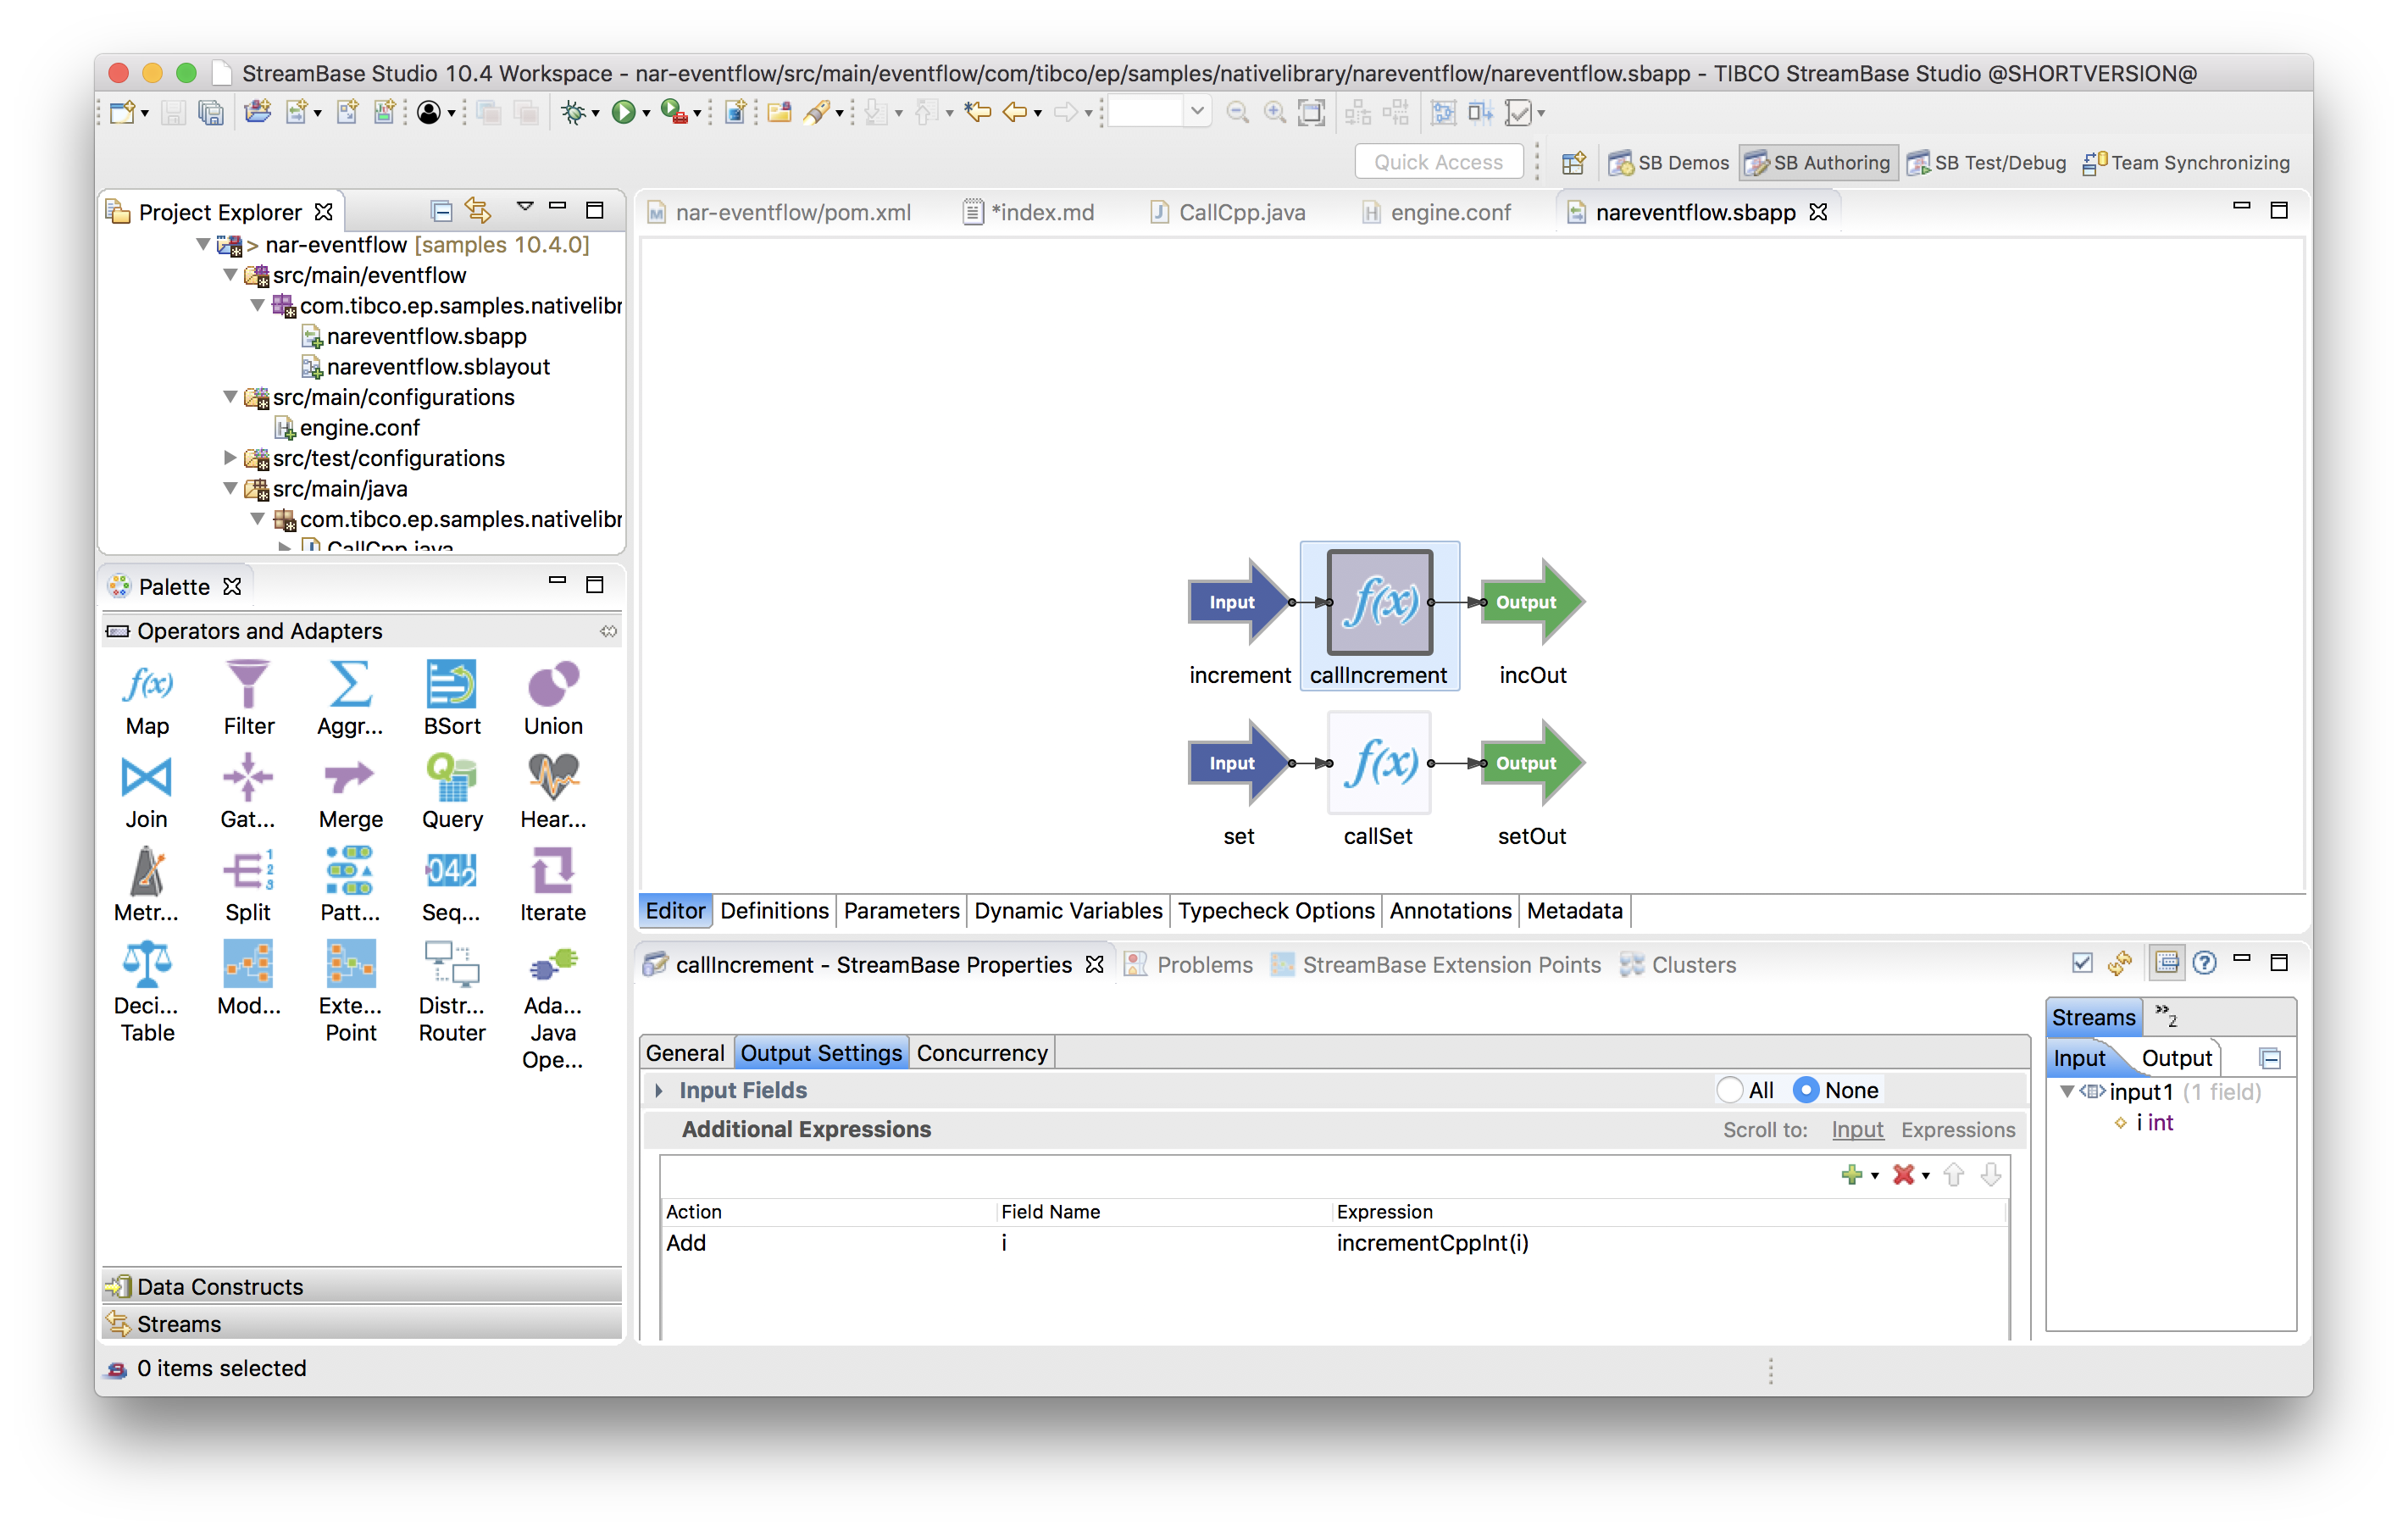 StreamBase Studio 10.4 Workspace - nar-eventflow/src/main/eventflow/com/tibco/ep/samples/nativelibrary/nareventflow/nareventflow.sbapp - TIBCO StreamBase Studio @SHORTVERSION@
Quick Access
SB Demos
SB Authoring
SB Test/Debug
Team Synchronizing
Project Explorer
> nar-eventflow [samples 10.4.0]
src/main/eventflow
com.tibco.ep.samples.nativelibr
nareventflow.sbapp
nareventflow.sblayout
src/main/configurations
engine.conf
src/test/configurations
src/main/java
com.tibco.ep.samples.nativelibr
CallCpp.java
Palette
Operators and Adapters
f(x)
Map
Filter
Aggr...
BSort
Union
Join
Gat...
Merge
Query
Hear...
Metr...
Split
Patt...
Seq...
Iterate
Deci...
Table
Mod...
Exte...
Point
Distr...
Router
Ada...
Java
Ope...
Data Constructs
Streams
0 items selected
nar-eventflow/pom.xml
*index.md
CallCpp.java
engine.conf
nareventflow.sbapp
Input
f(x)
Output
increment
callIncrement
incOut
Input
f(x)
Output
set
callSet
setOut
Editor
Definitions
Parameters
Dynamic Variables
Typecheck Options
Annotations
Metadata
callIncrement - StreamBase Properties
Problems
StreamBase Extension Points
Clusters
General
Output Settings
Concurrency
Input Fields
All
None
Additional Expressions
Scroll to: Input Expressions
Action
Field Name
Expression
Add
i
incrementCppInt(i)
Streams
»2
Input
Output
input1 (1 field)
i int